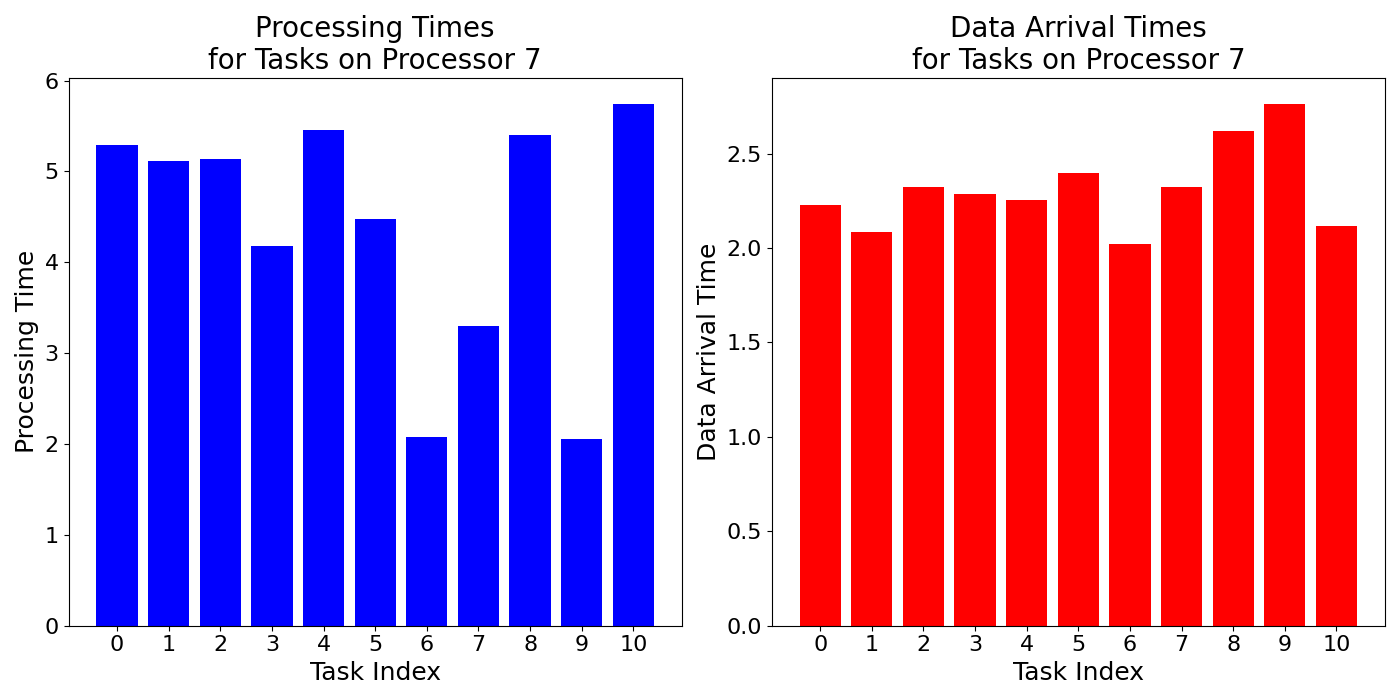 Processing Times
for Tasks on Processor 7
Processing Time
6
5
4
3
2
1
0
0 1 2 3 4 5 6 7 8 9 10
Task Index
Data Arrival Times
for Tasks on Processor 7
Data Arrival Time
2.5
2.0
1.5
1.0
0.5
0.0
0 1 2 3 4 5 6 7 8 9 10
Task Index